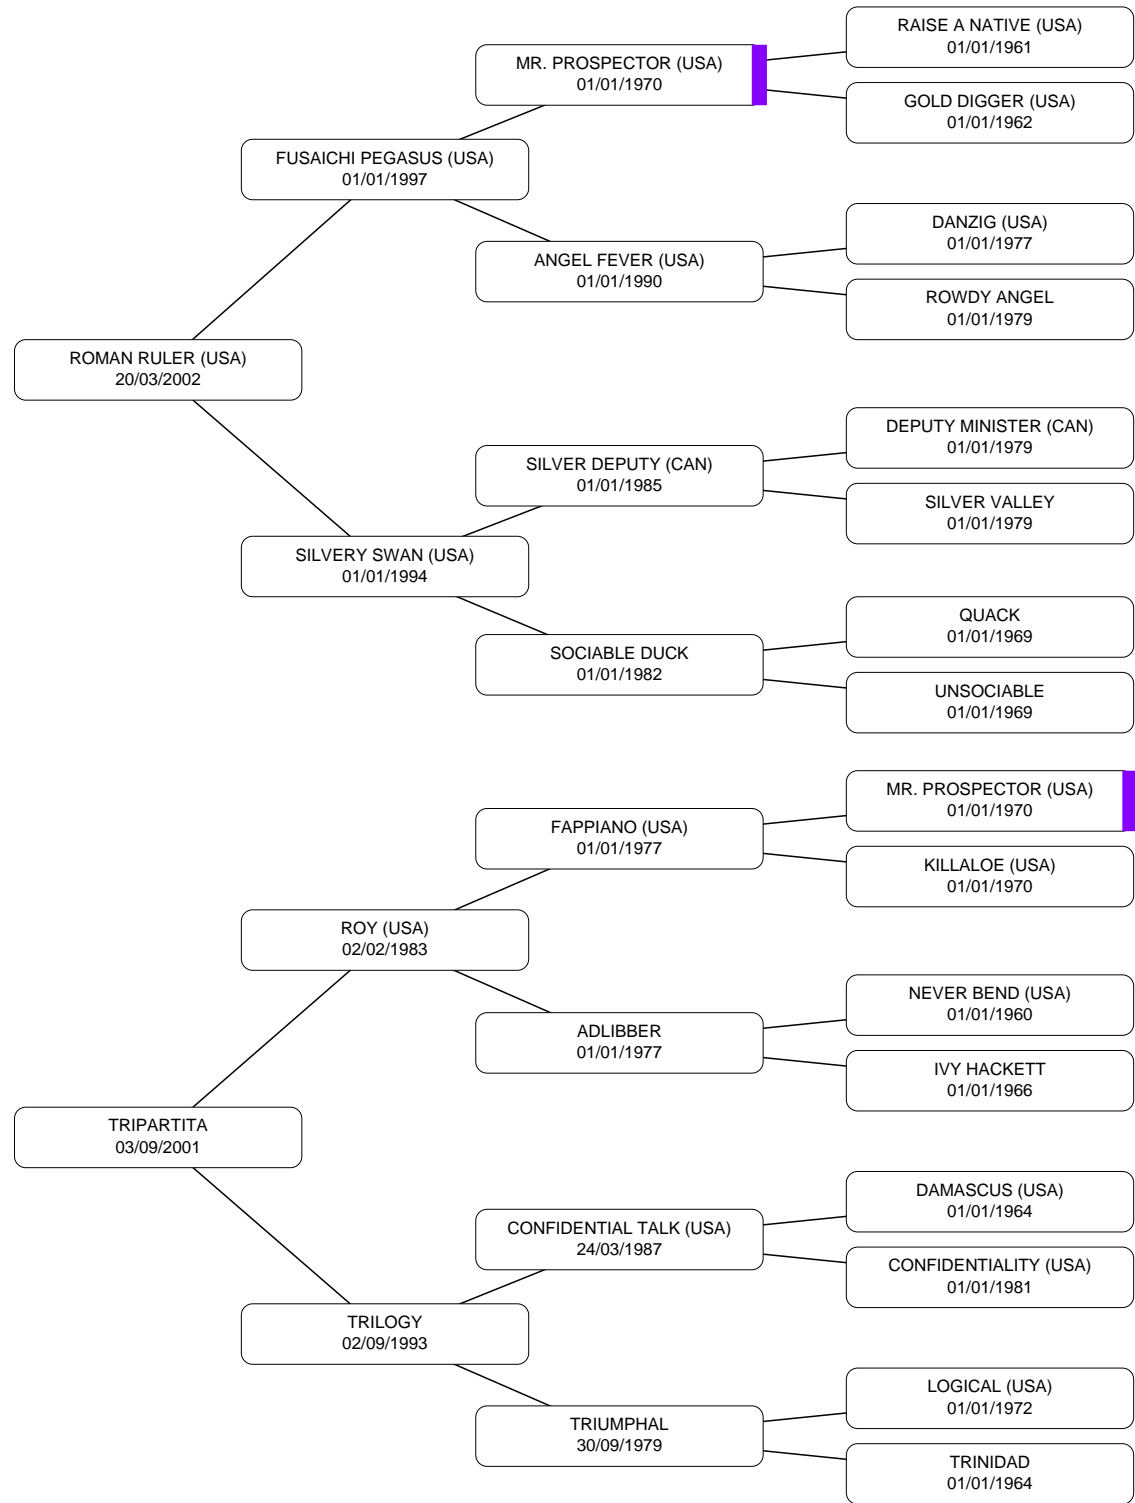 RAISE A NATIVE (USA)
01/01/1961
MR. PROSPECTOR (USA)
01/01/1970
GOLD DIGGER (USA)
01/01/1962
FUSAICHI PEGASUS (USA)
01/01/1997
DANZIG (USA)
01/01/1977
ANGEL FEVER (USA)
01/01/1990
ROWDY ANGEL
01/01/1979
ROMAN RULER (USA)
20/03/2002
DEPUTY MINISTER (CAN)
01/01/1979
SILVER DEPUTY (CAN)
01/01/1985
SILVER VALLEY
01/01/1979
SILVERY SWAN (USA)
01/01/1994
QUACK
01/01/1969
SOCIABLE DUCK
01/01/1982
UNSOCIABLE
01/01/1969
MR. PROSPECTOR (USA)
01/01/1970
FAPPIANO (USA)
01/01/1977
KILLALOE (USA)
01/01/1970
ROY (USA)
02/02/1983
NEVER BEND (USA)
01/01/1960
ADLIBBER
01/01/1977
IVY HACKETT
01/01/1966
TRIPARTITA
03/09/2001
DAMASCUS (USA)
01/01/1964
CONFIDENTIAL TALK (USA)
24/03/1987
CONFIDENTIALITY (USA)
01/01/1981
TRILOGY
02/09/1993
LOGICAL (USA)
01/01/1972
TRIUMPHAL
30/09/1979
TRINIDAD
01/01/1964